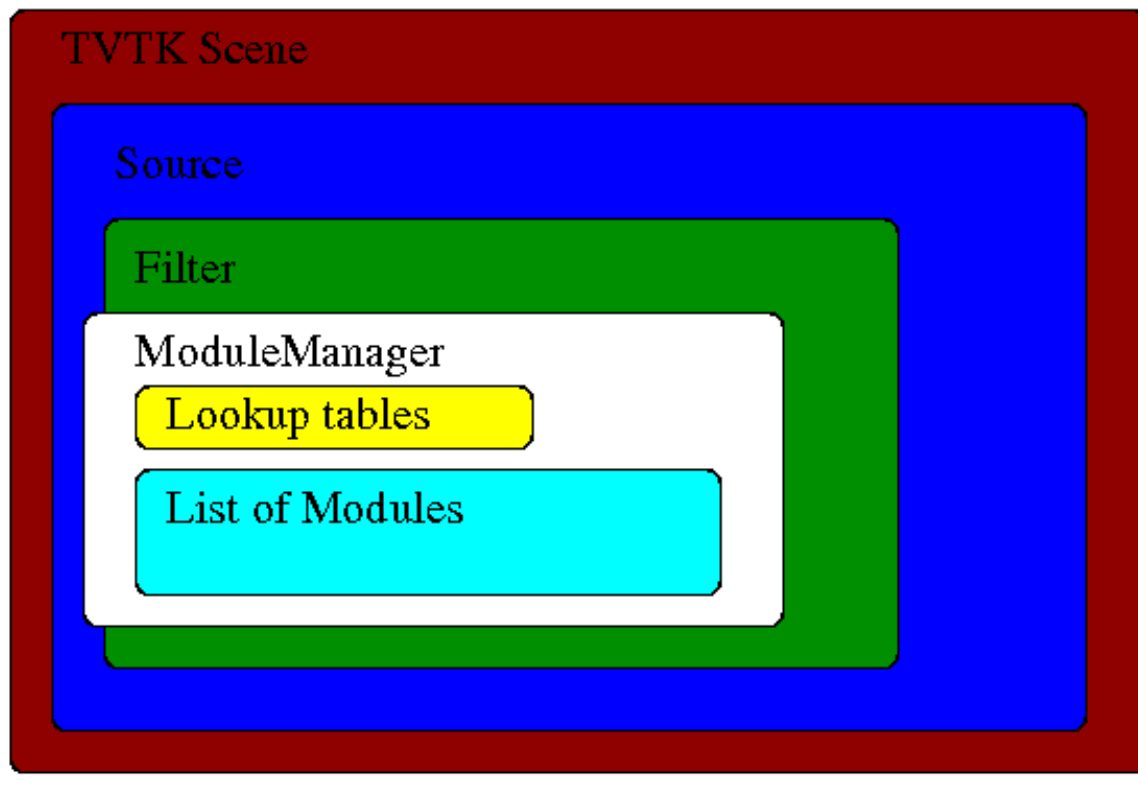 TVTK Scene
Source
Filter
ModuleManager
Lookup tables
List of Modules